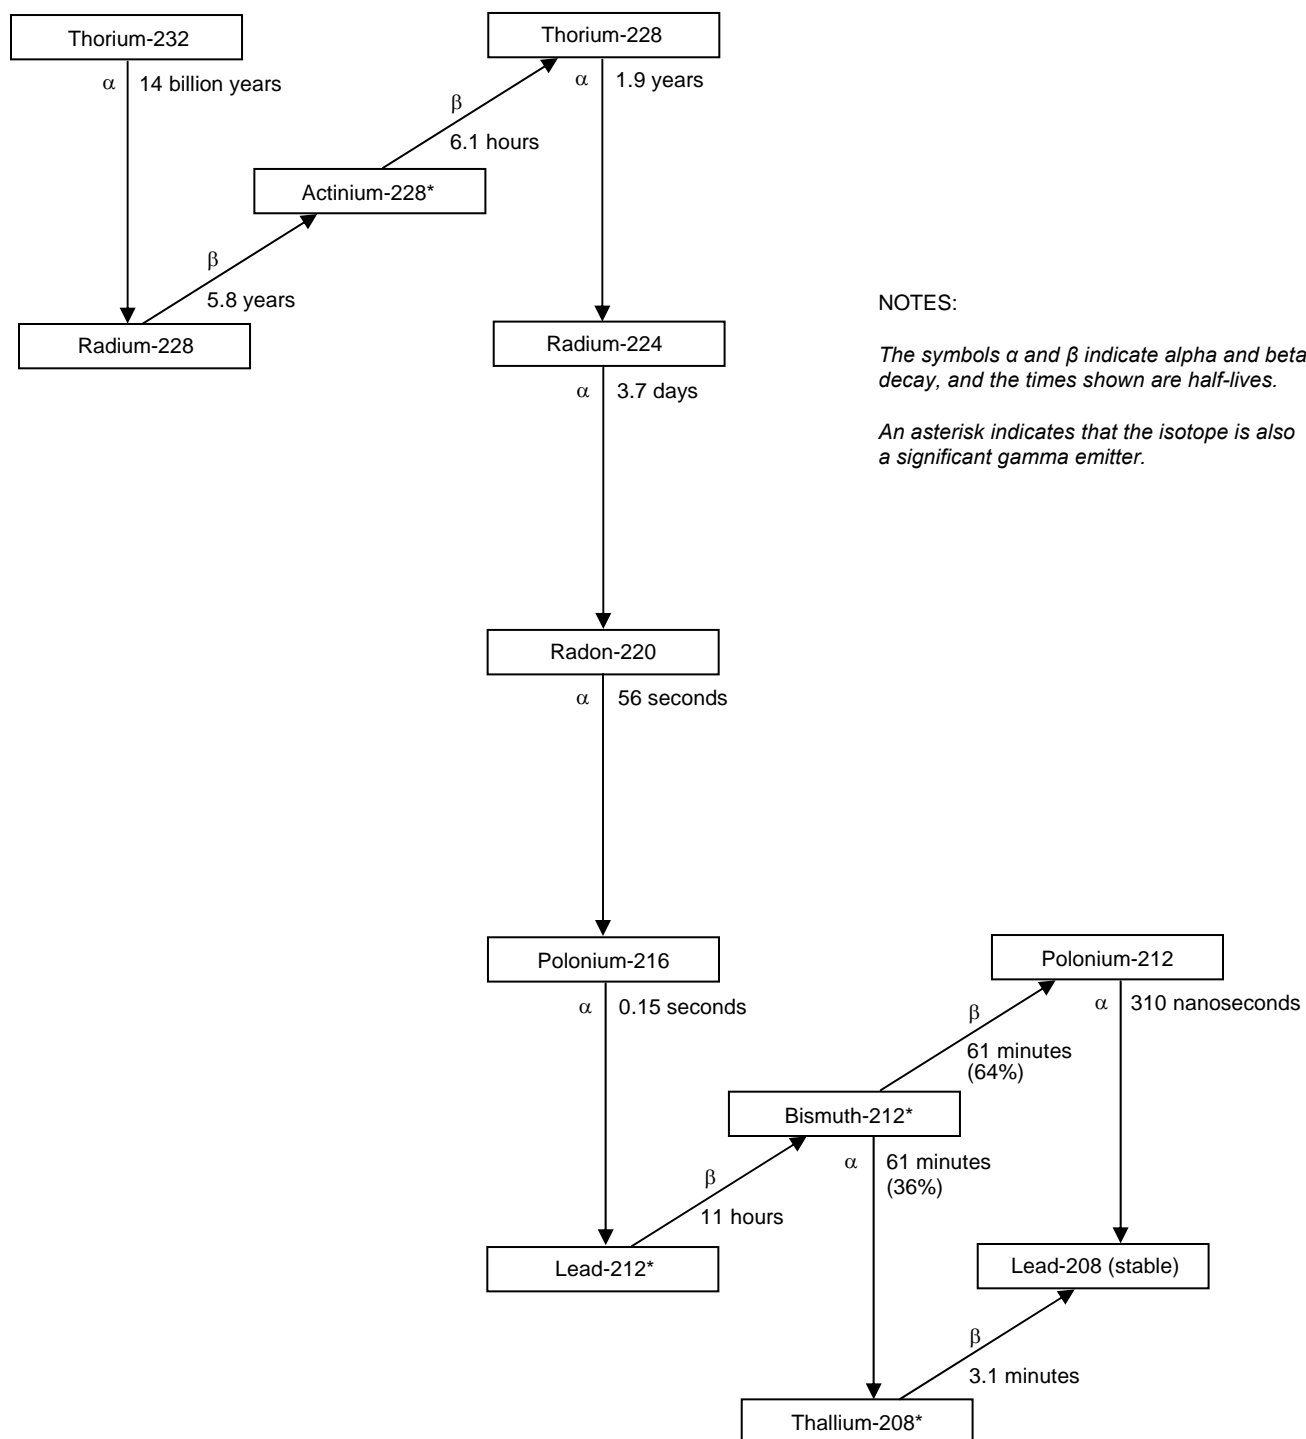 Thorium-232
α 14 billion years
β
5.8 years
Radium-228
Actinium-228*
β
6.1 hours
Thorium-228
α 1.9 years
Radium-224
α 3.7 days
Radon-220
α 56 seconds
Polonium-216
α 0.15 seconds
Lead-212*
β
11 hours
Bismuth-212*
β
61 minutes
(64%)
α 61 minutes
(36%)
Polonium-212
α 310 nanoseconds
Lead-208 (stable)
β
3.1 minutes
Thallium-208*
NOTES:
The symbols α and β indicate alpha and beta
decay, and the times shown are half-lives.
An asterisk indicates that the isotope is also
a significant gamma emitter.